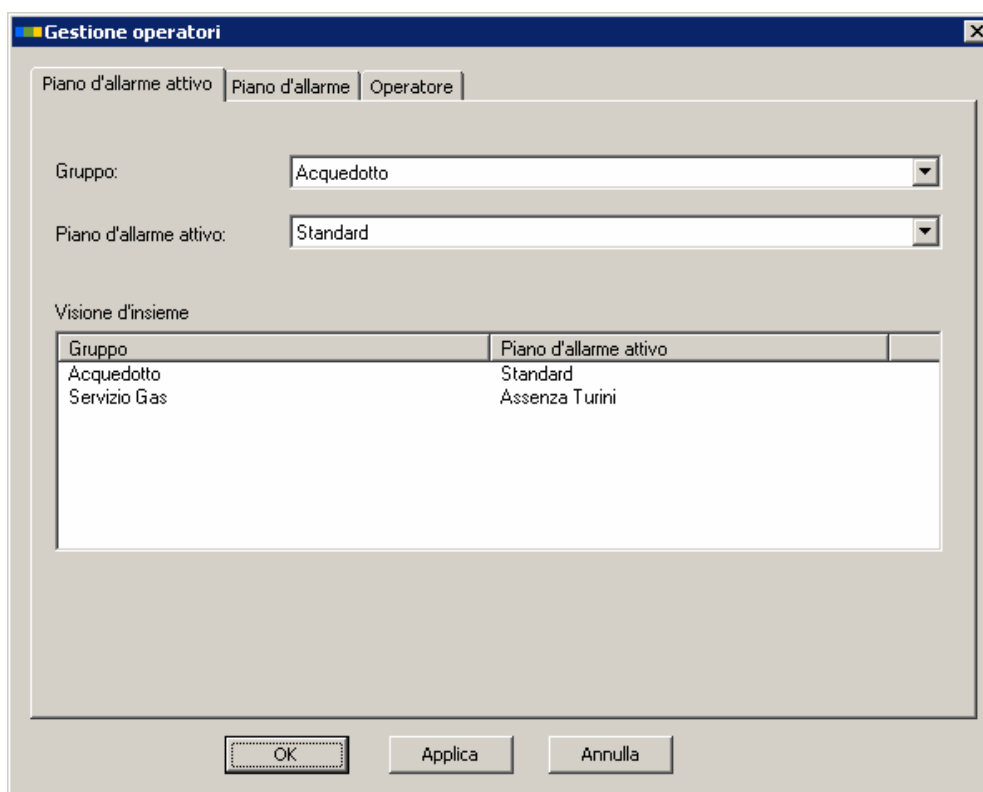 Gestione operatori
Piano d'allarme attivo Piano d'allarme Operatore
Gruppo: Acquedotto
Piano d'allarme attivo: Standard
Visione d'insieme
Gruppo Piano d'allarme attivo
Acquedotto Standard
Servizio Gas Assenza Turini
OK Applica Annulla